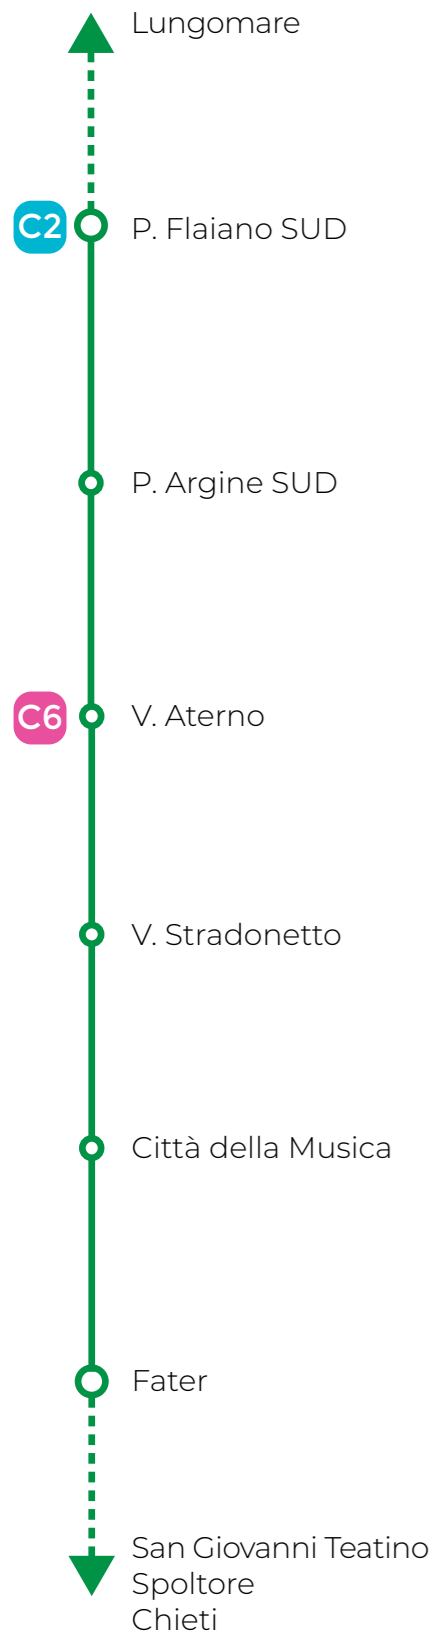 Lungomare
C2 P. Flaiano SUD
P. Argine SUD
C6 V. Aterno
V. Stradonetto
Città della Musica
Fater
San Giovanni Teatino
Spoltore
Chieti